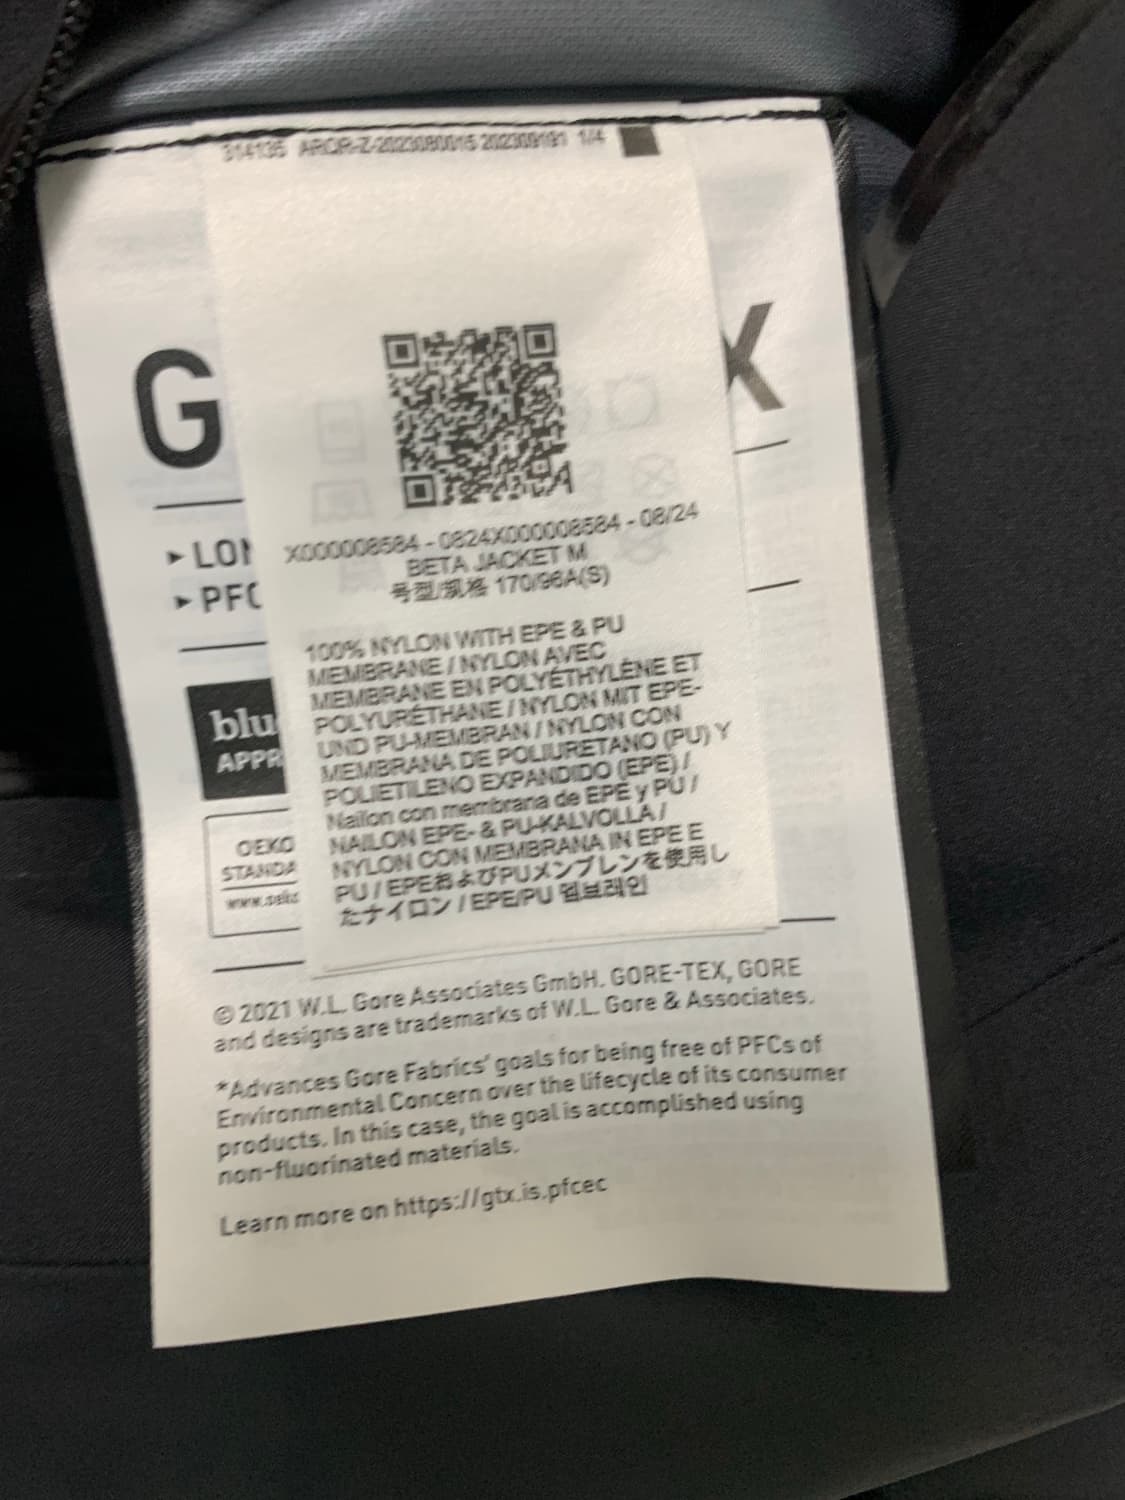 314135 ARCR-Z-2023080015 202309191 1/4
G X
X000008584 - 0824X000008584 - 08/24
BETA JACKET M
号型/规格 170/96A(S)
▸ LON
▸ PFC
100% NYLON WITH EPE & PU
MEMBRANE / NYLON AVEC
MEMBRANE EN POLYÉTHYLÈNE ET
POLYURÉTHANE / NYLON MIT EPE-
UND PU-MEMBRAN / NYLON CON
MEMBRANA DE POLIURETANO (PU) Y
POLIETILENO EXPANDIDO (EPE) /
Nailon con membrana de EPE y PU /
NAILON EPE- & PU-KALVOLLA /
NYLON CON MEMBRANA IN EPE E
PU / EPEおよびPUメンブレンを使用し
たナイロン / EPE/PU 멤브레인
blu
APPR
OEKO
STANDA
© 2021 W.L. Gore Associates GmbH. GORE-TEX, GORE
and designs are trademarks of W.L. Gore & Associates.
*Advances Gore Fabrics' goals for being free of PFCs of
Environmental Concern over the lifecycle of its consumer
products. In this case, the goal is accomplished using
non-fluorinated materials.
Learn more on https://gtx.is.pfcec